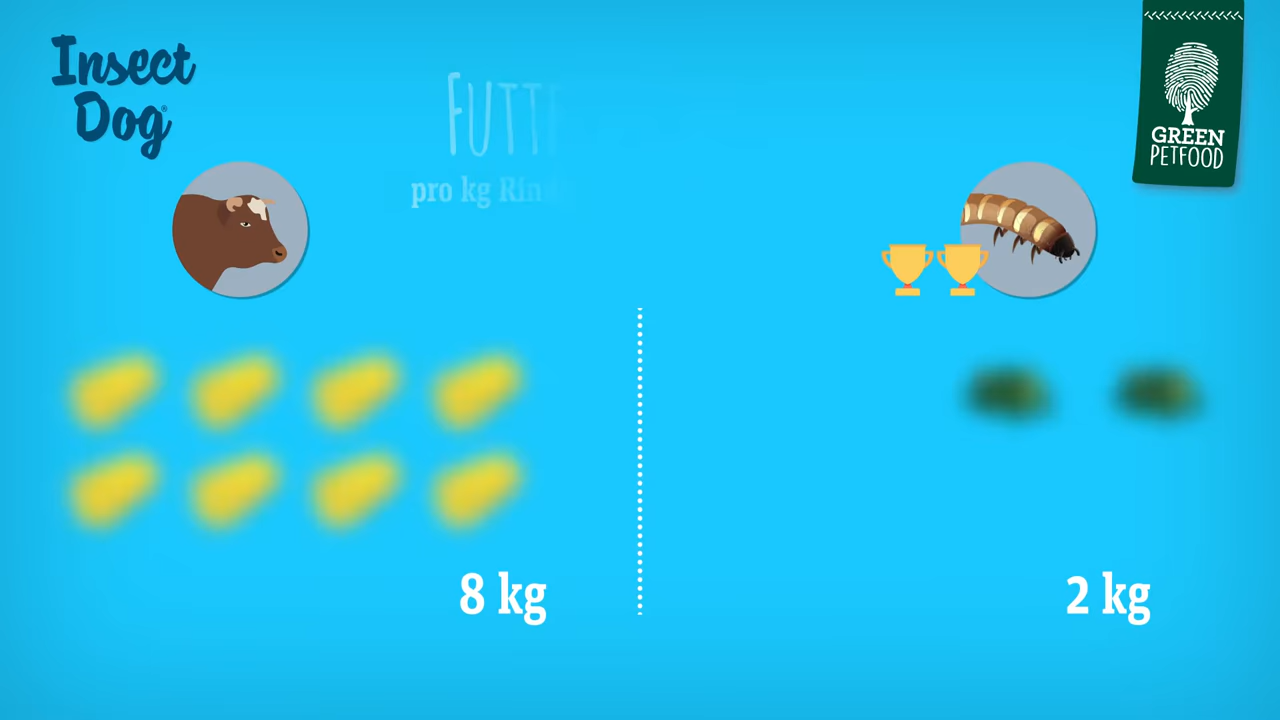 Insect
Dog
GREEN
PETFOOD
pro kg
8 kg
2 kg